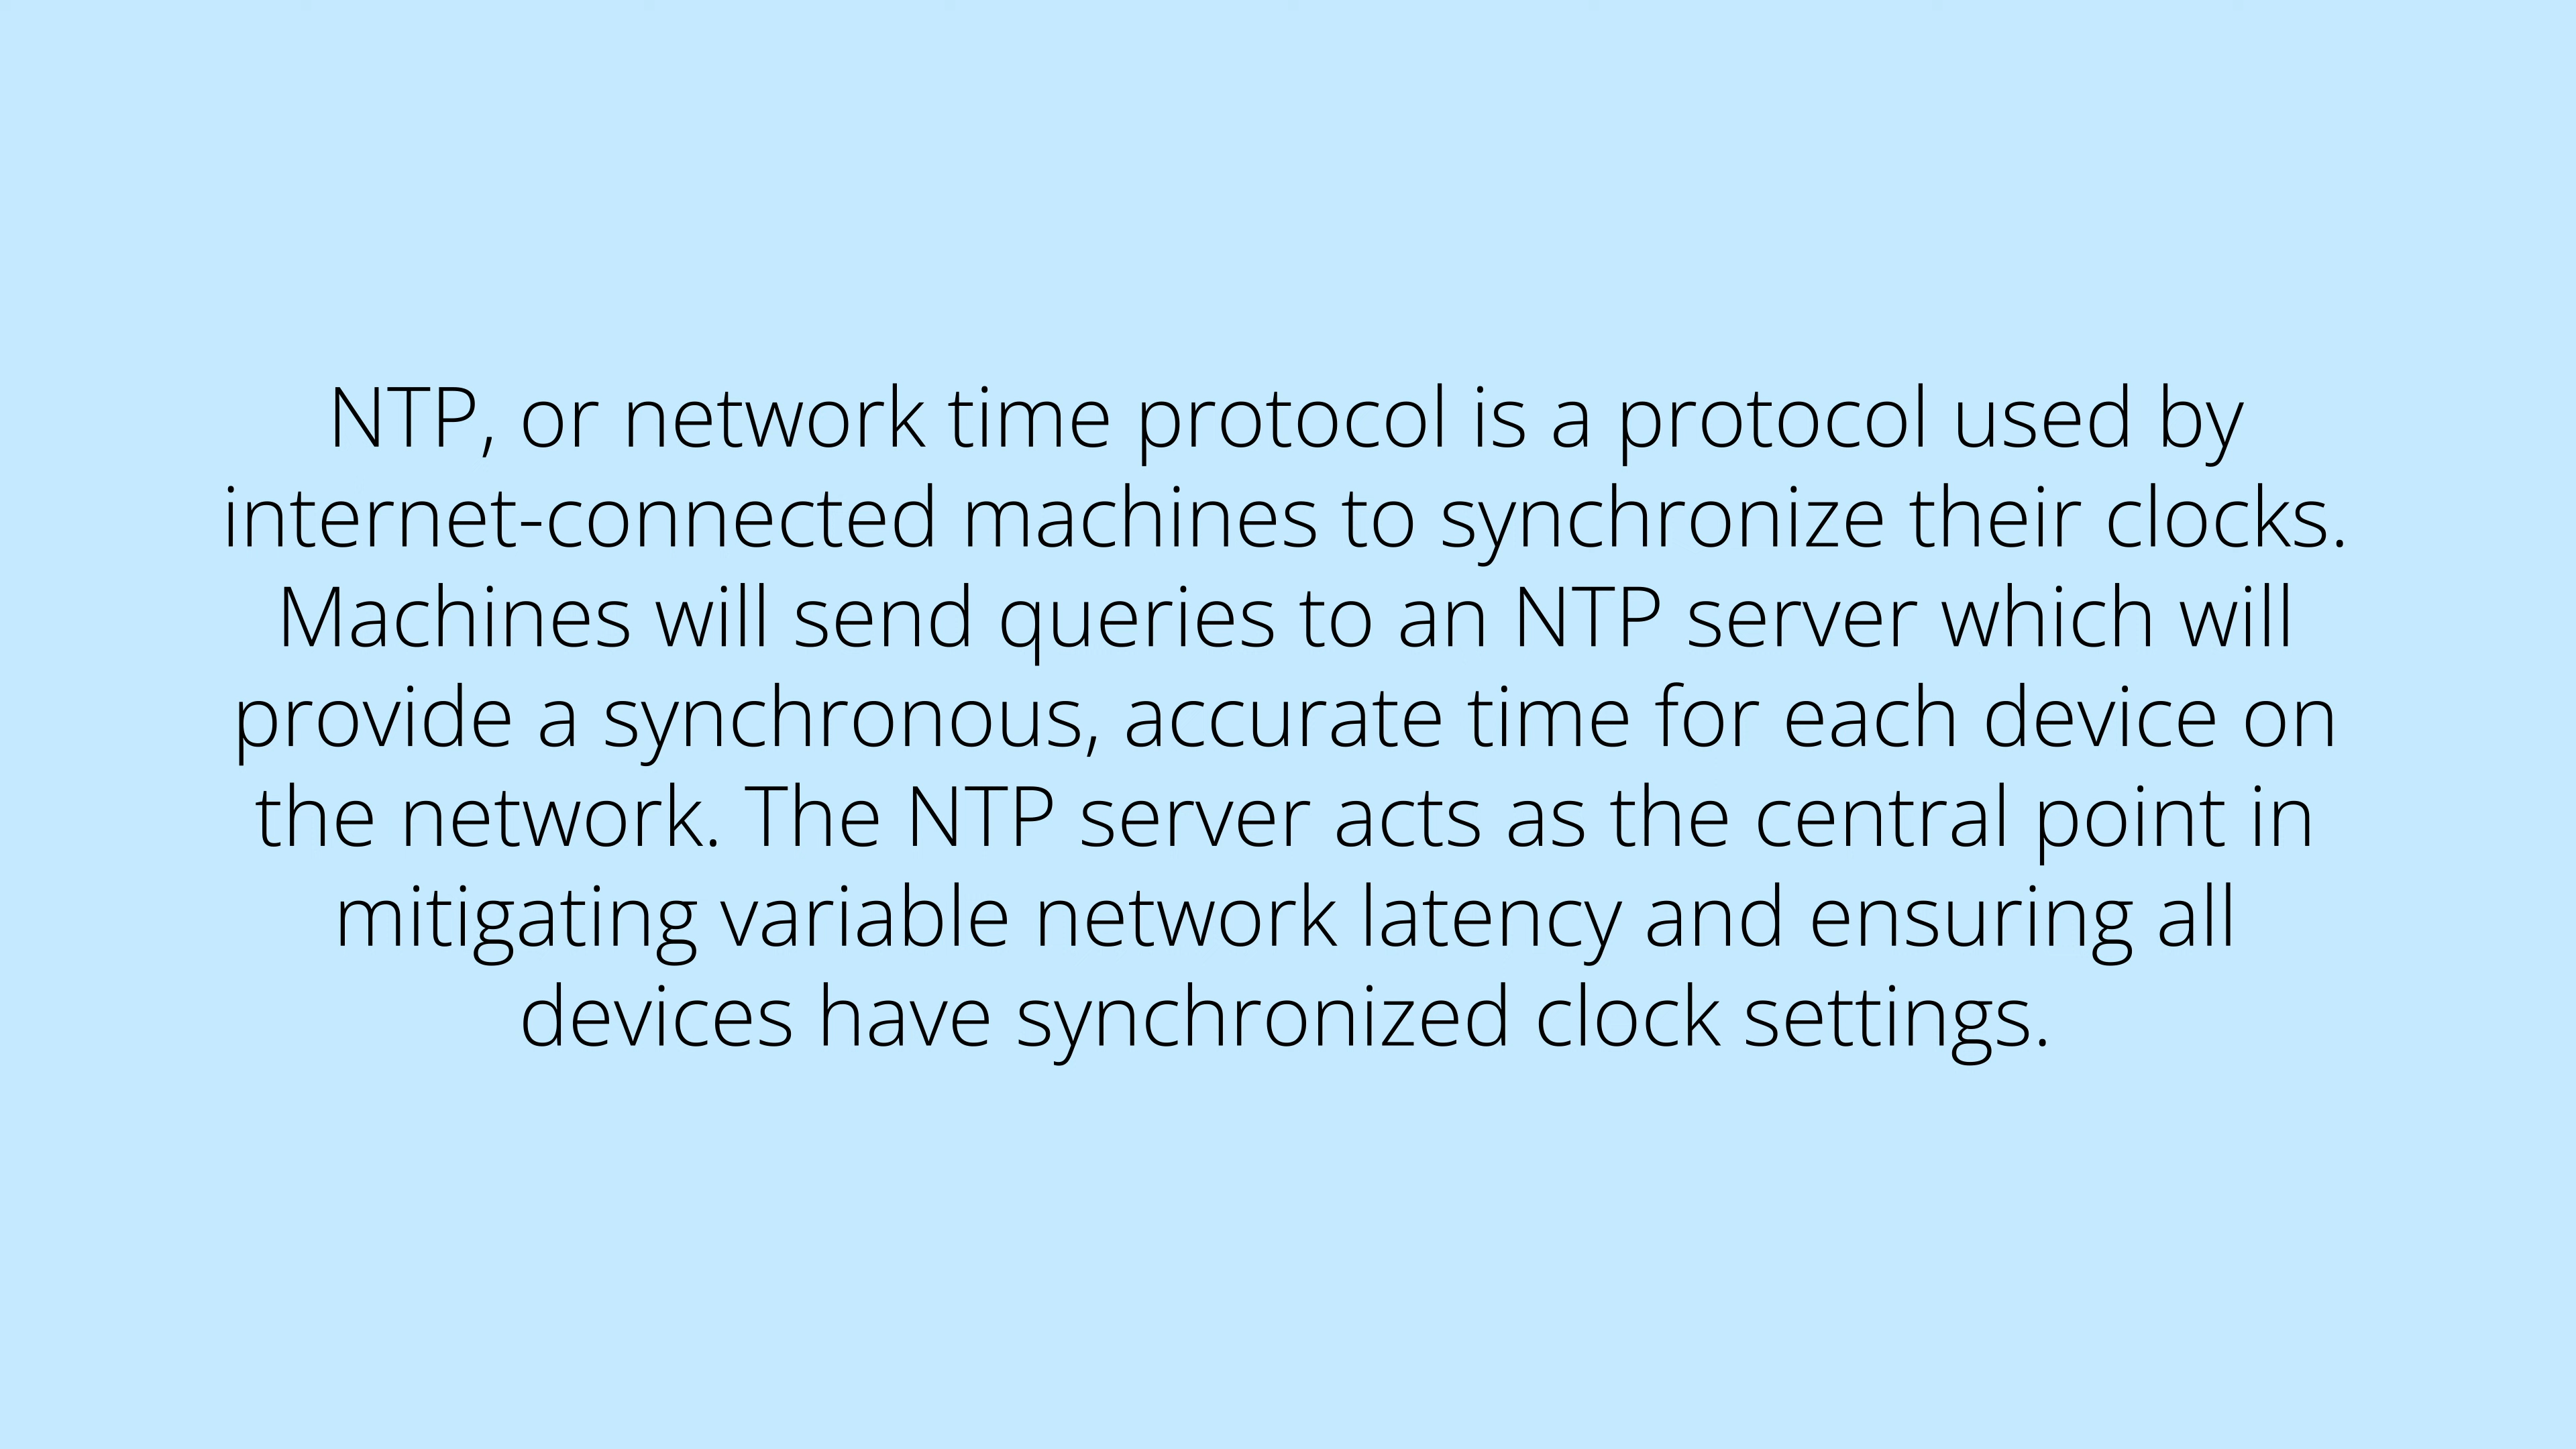 NTP, or network time protocol is a protocol used by
internet-connected machines to synchronize their clocks.
Machines will send queries to an NTP server which will
provide a synchronous, accurate time for each device on
the network. The NTP server acts as the central point in
mitigating variable network latency and ensuring all
devices have synchronized clock settings.